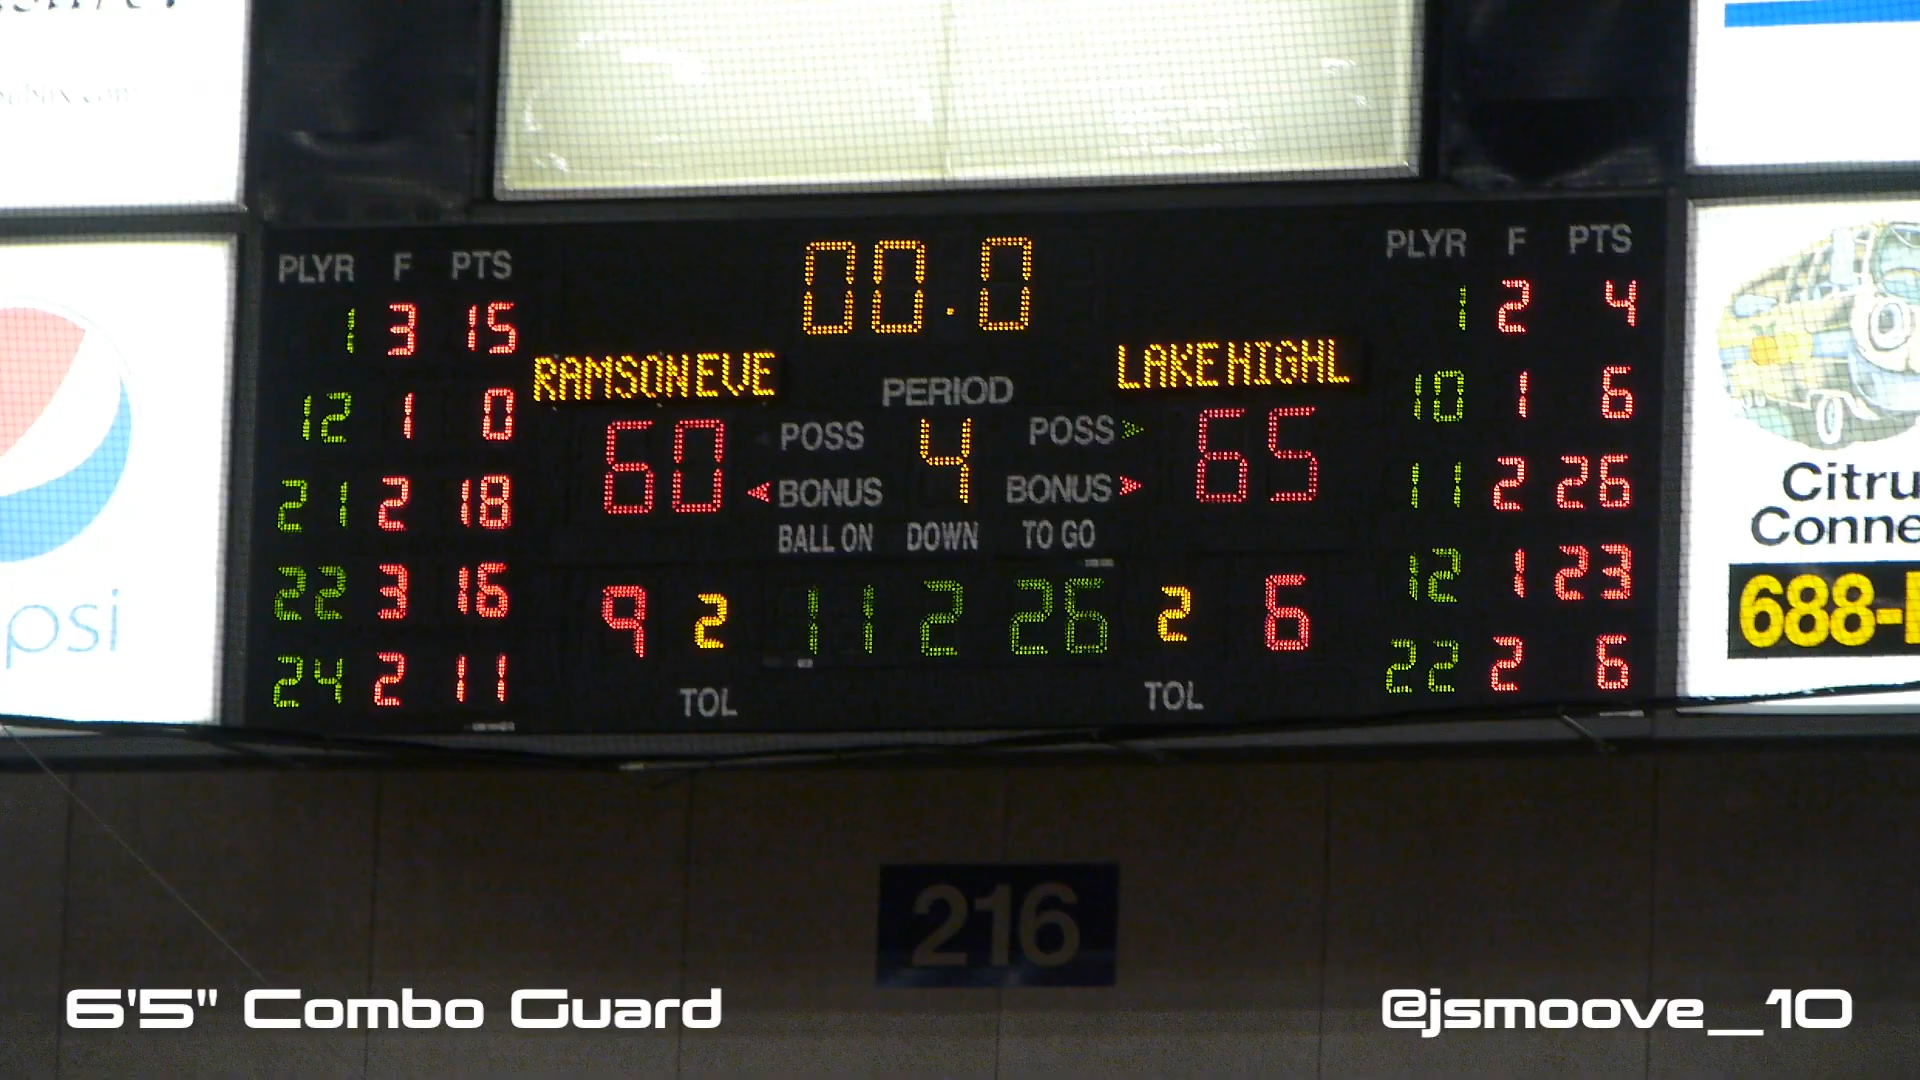 PLYR F PTS
1 3 15
12 1 0
21 2 18
22 3 16
24 2 11
00.0
RAMSONEVE
LAKEHIGHL
PERIOD
60 POSS 4 POSS > 65
< BONUS BONUS >
BALL ON DOWN TO GO
9 2 11 2 26 2 6
TOL TOL
PLYR F PTS
1 2 4
10 1 6
11 2 26
12 1 23
22 2 6
psi
Citru
Conne
688-
216
6'5" Combo Guard
@jsmoove_10